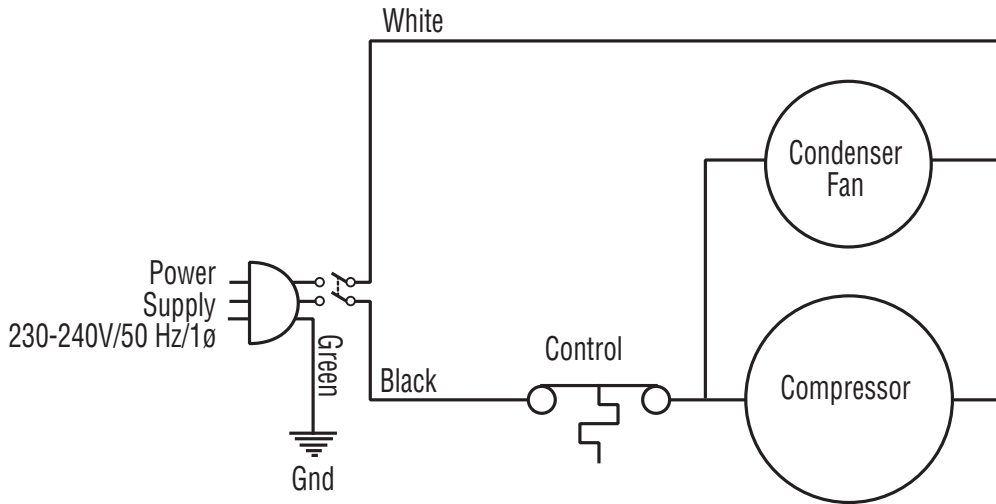 White
Condenser
Fan
Power
Supply
230-240V/50 Hz/1ø
Green
Control
Black
Compressor
Gnd